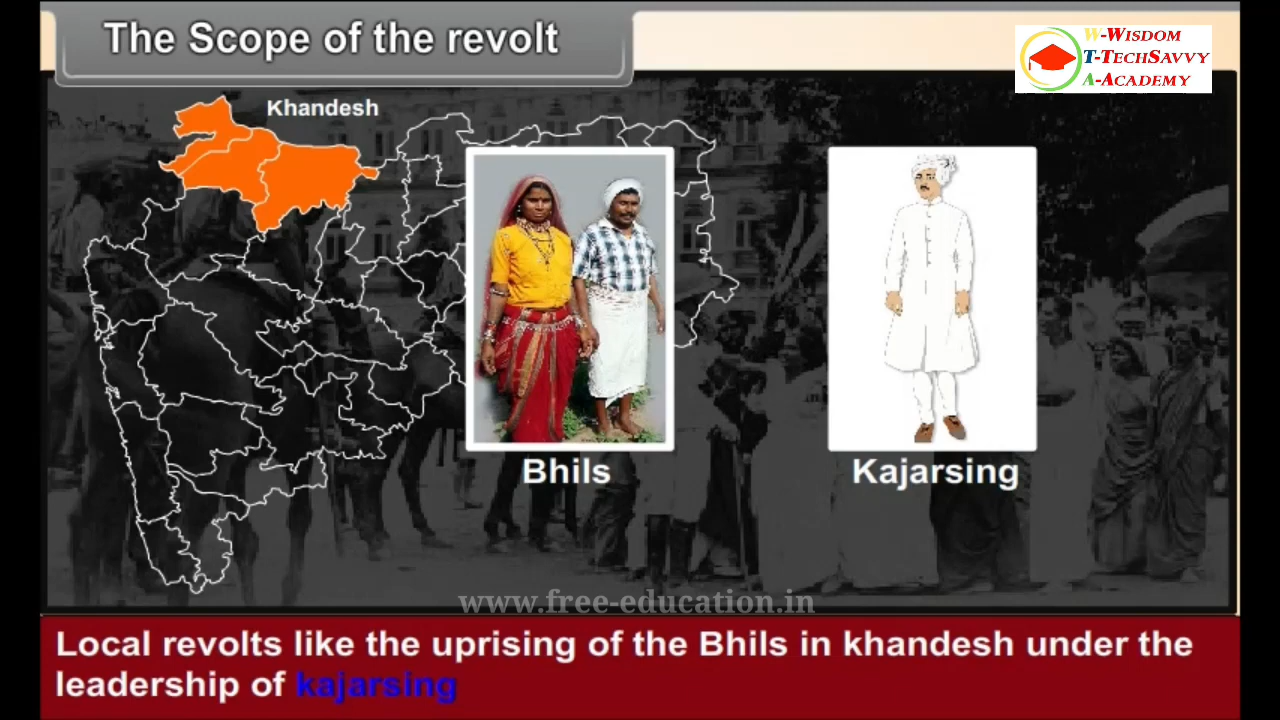 The Scope of the revolt
W-WISDOM
T-TECHSAVVY
A-ACADEMY
Khandesh
Bhils
Kajarsing
www.free-education.in
Local revolts like the uprising of the Bhils in khandesh under the
leadership of kajarsing